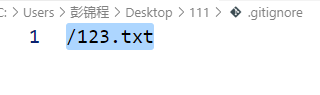 C: > Users > 彭锦程 > Desktop > 111 > .gitignore
1 /123.txt